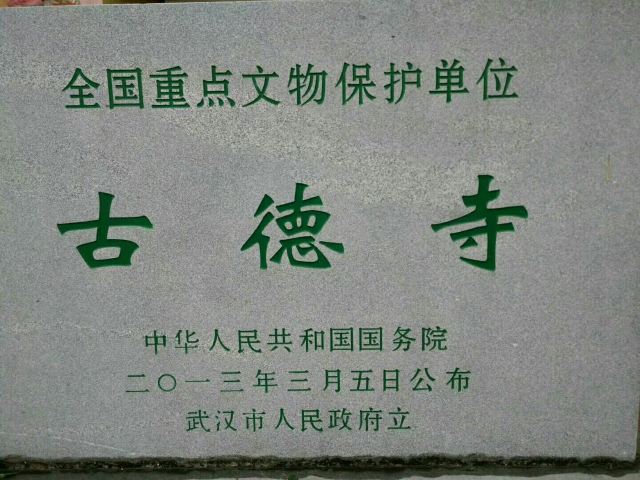 全国重点文物保护单位
古德寺
中华人民共和国国务院
二〇一三年三月五日公布
武汉市人民政府立